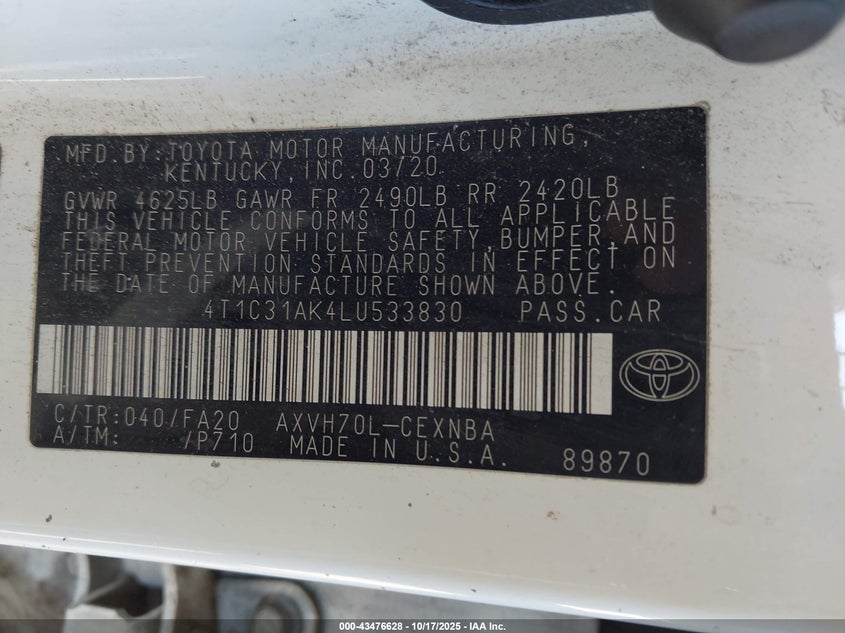 MFD.BY:TOYOTA MOTOR MANUFACTURING,
KENTUCKY,INC.03/20
GVWR 4625LB GAWR FR 2490LB RR 2420LB
THIS VEHICLE CONFORMS TO ALL APPLICABLE
FEDERAL MOTOR VEHICLE SAFETY,BUMPER,AND
THEFT PREVENTION STANDARDS IN EFFECT ON
THE DATE OF MANUFACTURE SHOWN ABOVE.
4T1C31AK4LU533830 PASS.CAR
C/TR:040/FA20 AXVH70L-CEXNBA
A/TM: /P710 MADE IN U.S.A. 89870
000-43476628 | 10/17/2025 - IAA Inc.